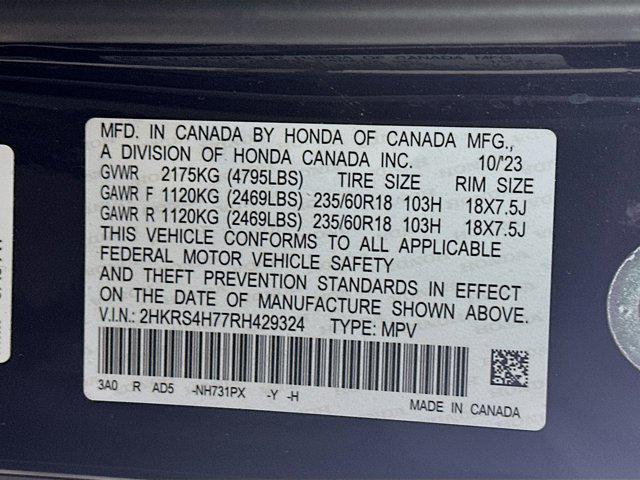 MFD. IN CANADA BY HONDA OF CANADA MFG.,
A DIVISION OF HONDA CANADA INC. 10/'23
GVWR 2175KG (4795LBS) TIRE SIZE RIM SIZE
GAWR F 1120KG (2469LBS) 235/60R18 103H 18X7.5J
GAWR R 1120KG (2469LBS) 235/60R18 103H 18X7.5J
THIS VEHICLE CONFORMS TO ALL APPLICABLE
FEDERAL MOTOR VEHICLE SAFETY
AND THEFT PREVENTION STANDARDS IN EFFECT
ON THE DATE OF MANUFACTURE SHOWN ABOVE.
V.I.N.: 2HKRS4H77RH429324 TYPE: MPV
3A0 R AD5 -NH731PX -Y -H
MADE IN CANADA